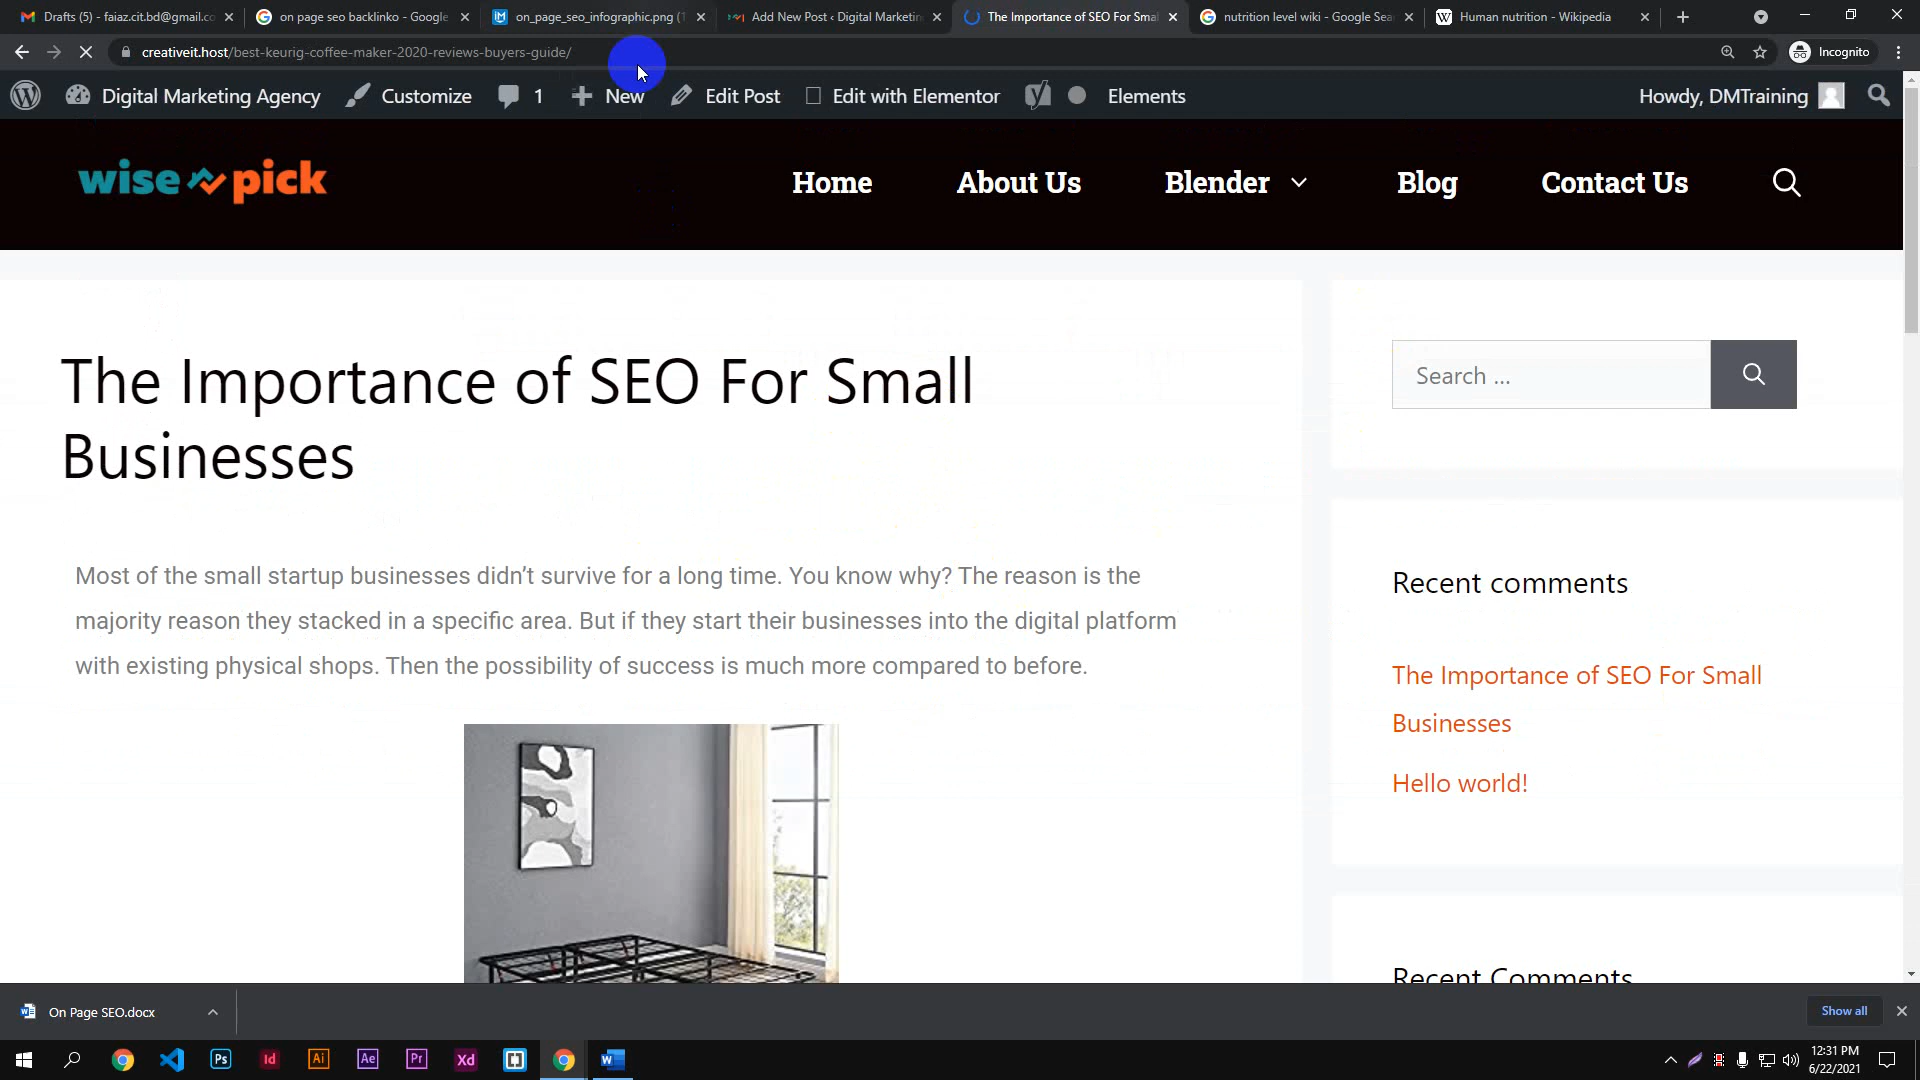 Drafts (5) - faiaz.cit.bd@gmail.co
on page seo backlinko - Google
on_page_seo_infographic.png (1
Add New Post ‹ Digital Marketin
The Importance of SEO For Smal
nutrition level wiki - Google Sea
Human nutrition - Wikipedia
creativeit.host/best-keurig-coffee-maker-2020-reviews-buyers-guide/
Incognito
Digital Marketing Agency
Customize
1
New
Edit Post
Edit with Elementor
Elements
Howdy, DMTraining
wise pick
Home
About Us
Blender
Blog
Contact Us
The Importance of SEO For Small
Businesses
Search ...
Most of the small startup businesses didn’t survive for a long time. You know why? The reason is the
majority reason they stacked in a specific area. But if they start their businesses into the digital platform
with existing physical shops. Then the possibility of success is much more compared to before.
Recent comments
The Importance of SEO For Small
Businesses
Hello world!
Recent Comments
On Page SEO.docx
Show all
Ps
Id
Ai
Ae
Pr
Xd
12:31 PM
6/22/2021